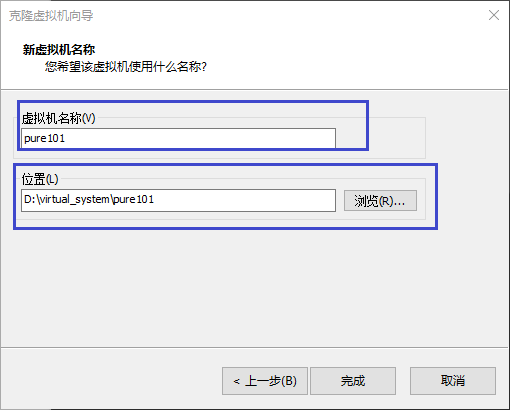 克隆虚拟机向导
新虚拟机名称
您希望该虚拟机使用什么名称?
虚拟机名称(V)
pure101
位置(L)
D:\virtual_system\pure101
浏览(R)...
< 上一步(B)
完成
取消